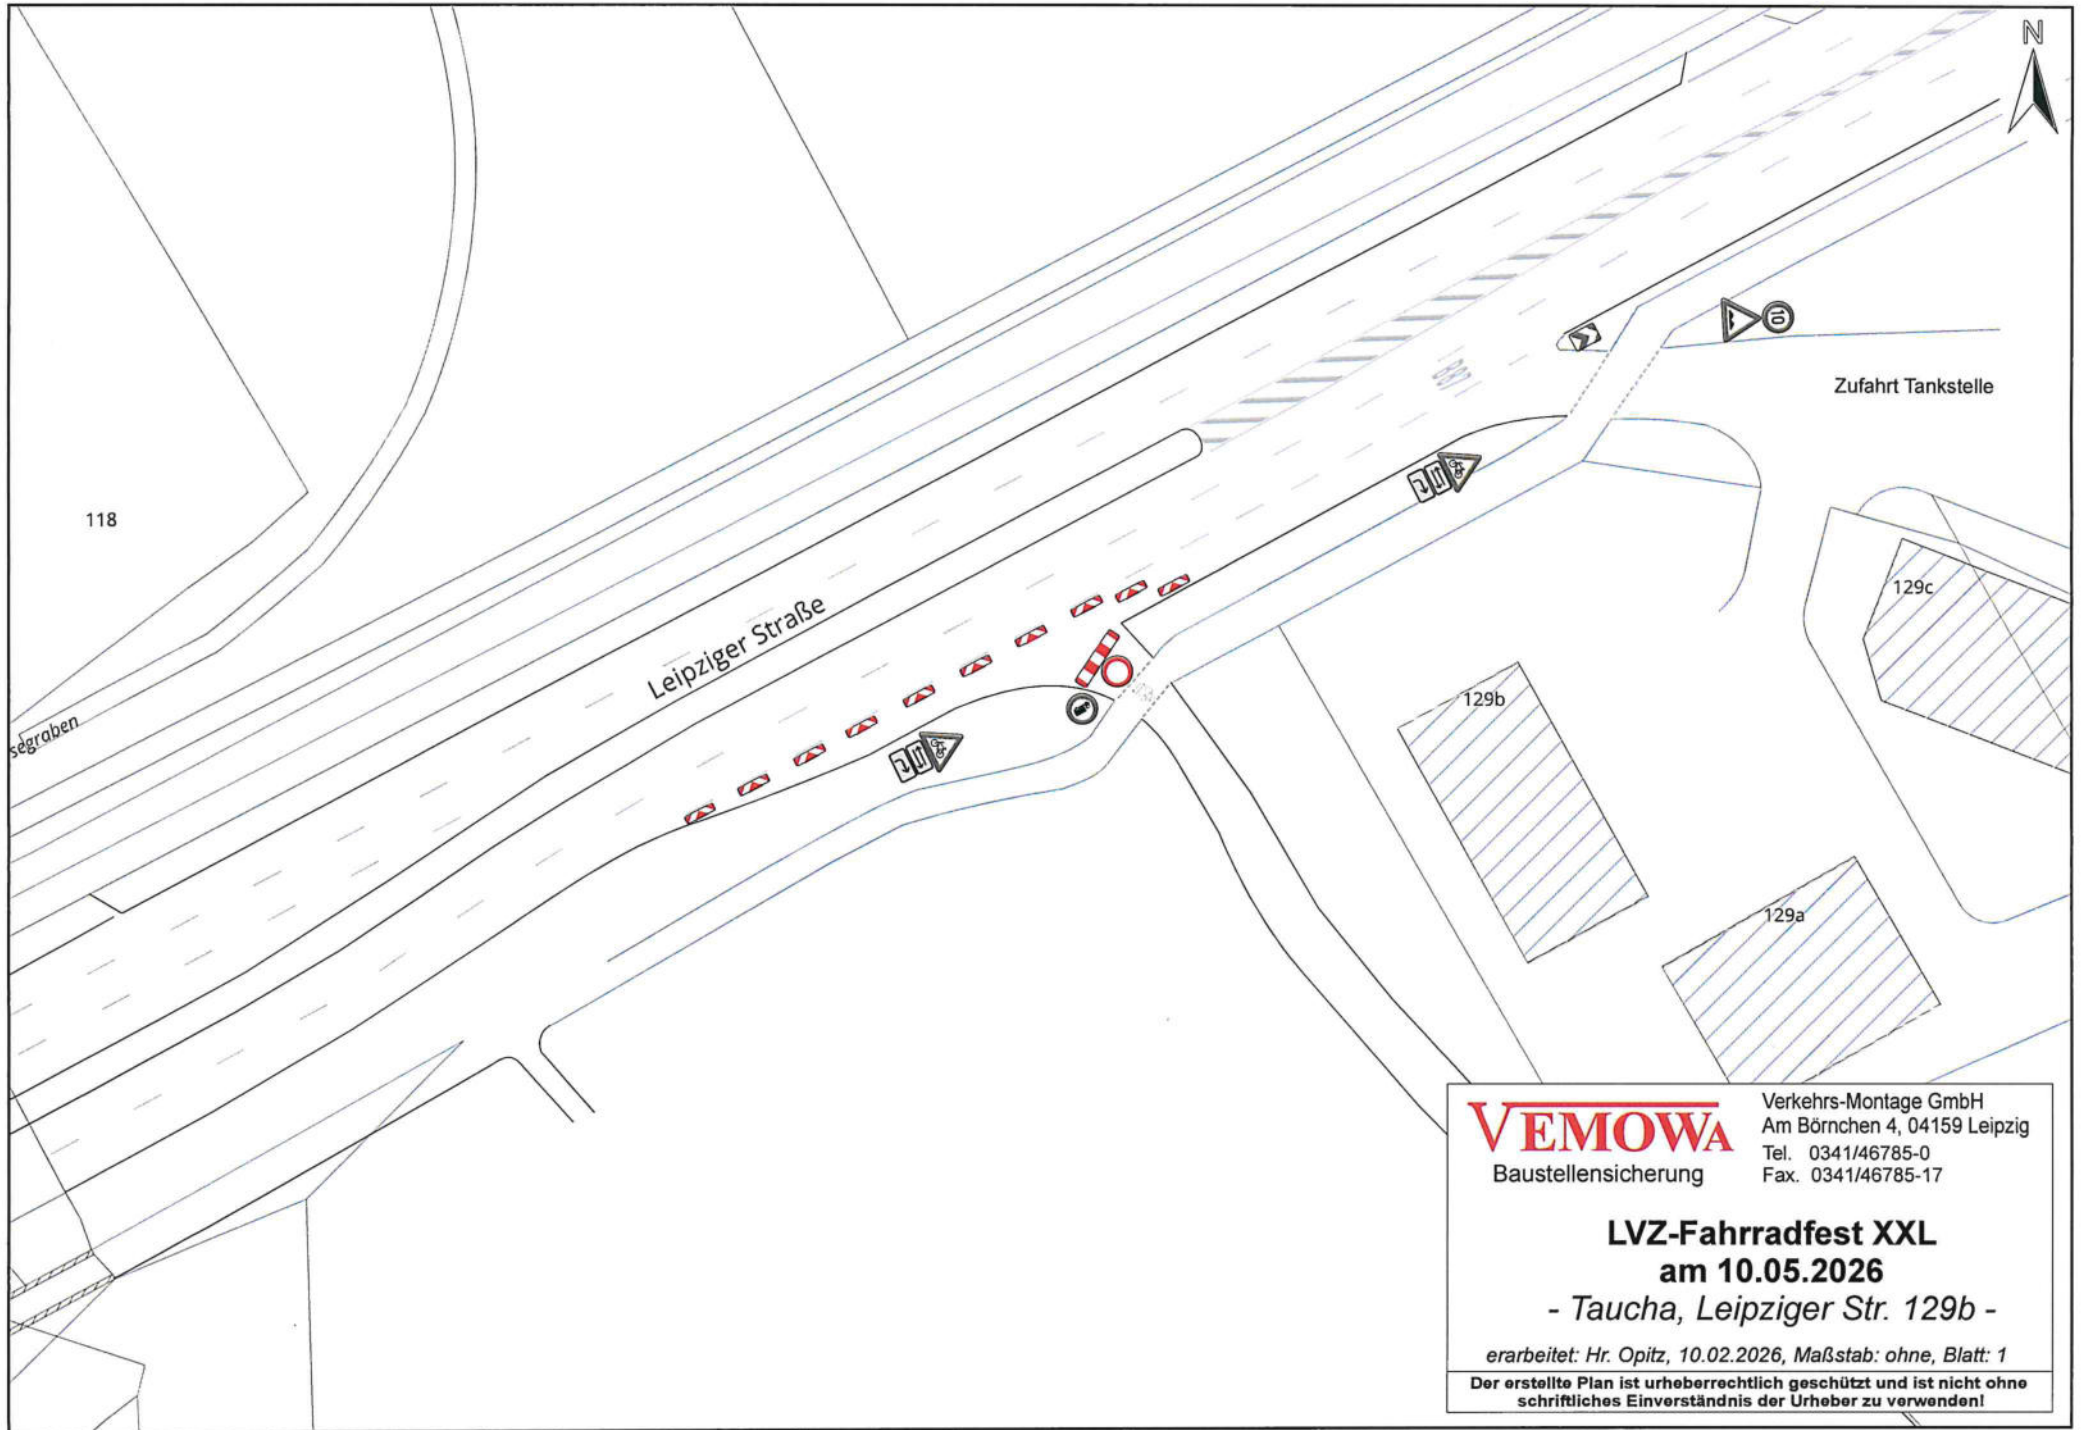 N
10
Zufahrt Tankstelle
118
129c
Leipziger Straße
129b
segraben
129a
VEMOWA
Baustellensicherung
Verkehrs-Montage GmbH
Am Börnchen 4, 04159 Leipzig
Tel. 0341/46785-0
Fax. 0341/46785-17
LVZ-Fahrradfest XXL
am 10.05.2026
- Taucha, Leipziger Str. 129b -
erarbeitet: Hr. Opitz, 10.02.2026, Maßstab: ohne, Blatt: 1
Der erstellte Plan ist urheberrechtlich geschützt und ist nicht ohne
schriftliches Einverständnis der Urheber zu verwenden!